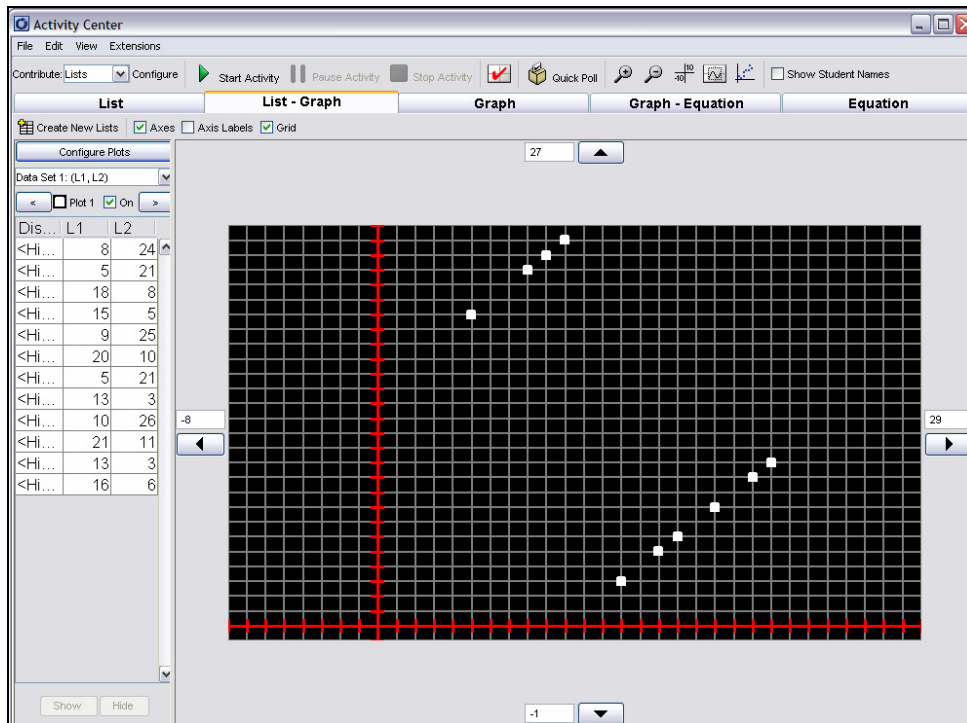 Activity Center
File Edit View Extensions
Contribute: Lists Configure Start Activity Pause Activity Stop Activity Quick Poll 10 -10 Show Student Names
List List - Graph Graph Graph - Equation Equation
Create New Lists Axes Axis Labels Grid
Configure Plots
27
Data Set 1: (L1, L2)
< Plot 1 On >
Dis... L1 L2
<Hi... 8 24
<Hi... 5 21
<Hi... 18 8
<Hi... 15 5
<Hi... 9 25
<Hi... 20 10
<Hi... 5 21
<Hi... 13 3
<Hi... 10 26
<Hi... 21 11
<Hi... 13 3
<Hi... 16 6
-8
29
Show Hide
-1